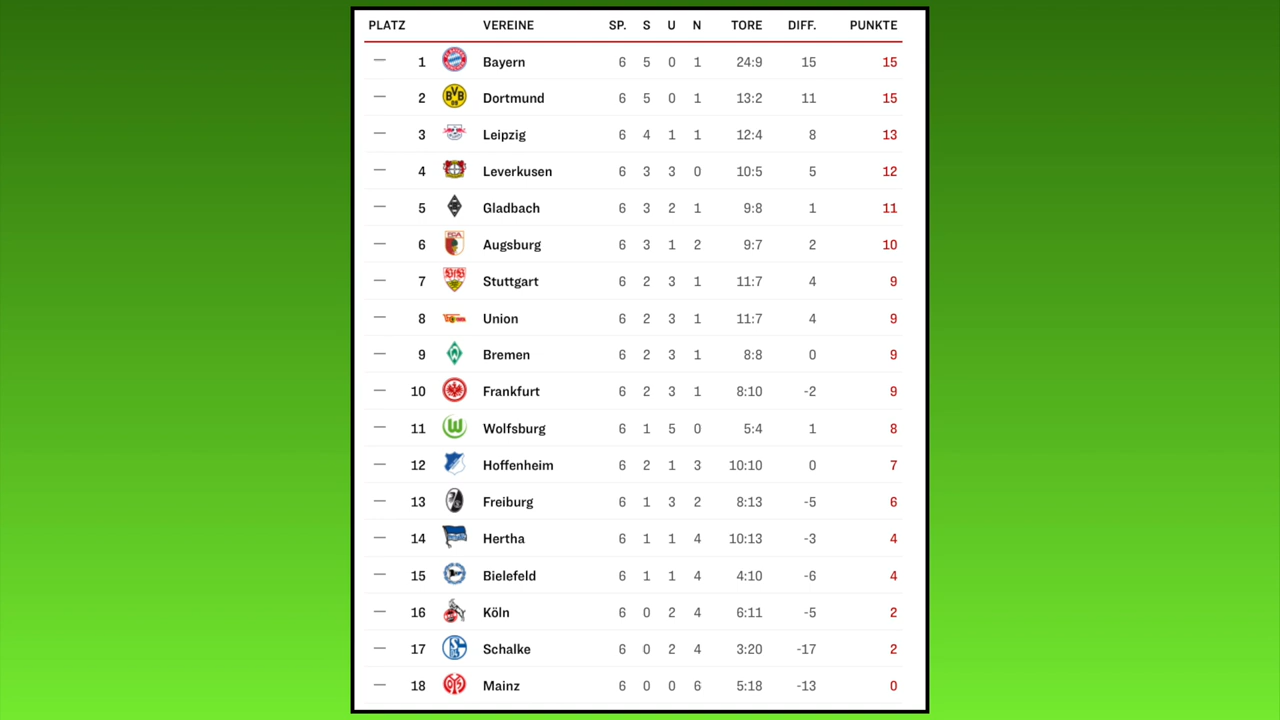 PLATZ VEREINE SP. S U N TORE DIFF. PUNKTE
— 1 Bayern 6 5 0 1 24:9 15 15
— 2 Dortmund 6 5 0 1 13:2 11 15
— 3 Leipzig 6 4 1 1 12:4 8 13
— 4 Leverkusen 6 3 3 0 10:5 5 12
— 5 Gladbach 6 3 2 1 9:8 1 11
— 6 Augsburg 6 3 1 2 9:7 2 10
— 7 Stuttgart 6 2 3 1 11:7 4 9
— 8 Union 6 2 3 1 11:7 4 9
— 9 Bremen 6 2 3 1 8:8 0 9
— 10 Frankfurt 6 2 3 1 8:10 -2 9
— 11 Wolfsburg 6 1 5 0 5:4 1 8
— 12 Hoffenheim 6 2 1 3 10:10 0 7
— 13 Freiburg 6 1 3 2 8:13 -5 6
— 14 Hertha 6 1 1 4 10:13 -3 4
— 15 Bielefeld 6 1 1 4 4:10 -6 4
— 16 Köln 6 0 2 4 6:11 -5 2
— 17 Schalke 6 0 2 4 3:20 -17 2
— 18 Mainz 6 0 0 6 5:18 -13 0